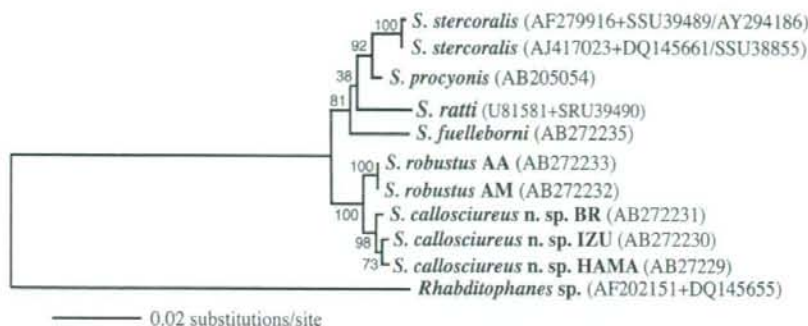 100
S. stercoralis (AF279916+SSU39489/AY294186)
S. stercoralis (AJ417023+DQ145661/SSU38855)
92
S. procyonis (AB205054)
38
S. ratti (U81581+SRU39490)
81
S. fuelleborni (AB272235)
100
S. robustus AA (AB272233)
S. robustus AM (AB272232)
100
S. callosciureus n. sp. BR (AB272231)
98
S. callosciureus n. sp. IZU (AB272230)
73
S. callosciureus n. sp. HAMA (AB27229)
Rhabditophanes sp. (AF202151+DQ145655)
0.02 substitutions/site